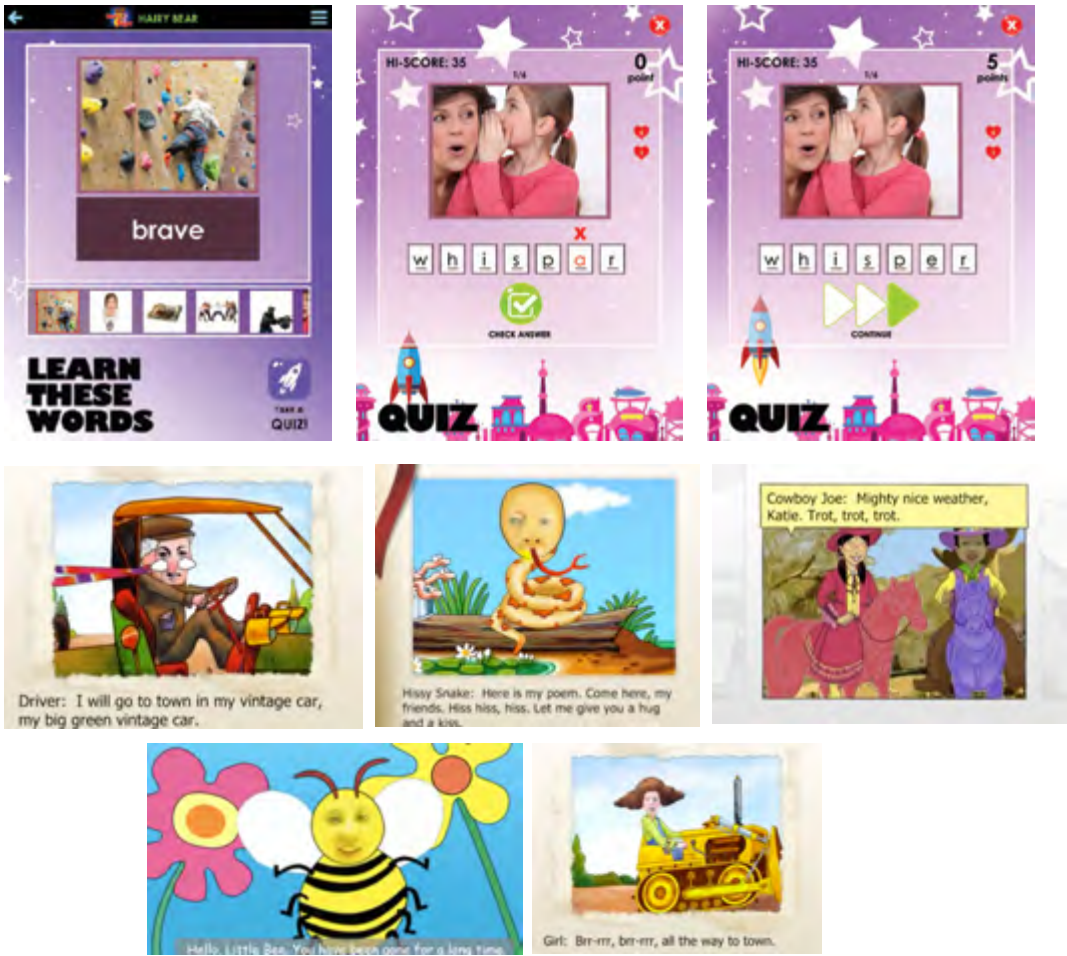 HAIRY BEAR
brave
LEARN
THESE
WORDS
TAKE A
QUIZ!
HI-SCORE: 35
0
point
1/6
x
w h i s p a r
CHECK ANSWER
QUIZ
X
HI-SCORE: 35
5
points
1/6
w h i s p e r
CONTINUE
QUIZ
X
Driver: I will go to town in my vintage car,
my big green vintage car.
Hissy Snake: Here is my poem. Come here, my
friends. Hiss hiss, hiss. Let me give you a hug
and a kiss.
Cowboy Joe: Mighty nice weather,
Katie. Trot, trot, trot.
Hello, Little Bee. You have been gone for a long time.
Girl: Brr-rrr, brr-rrr, all the way to town.